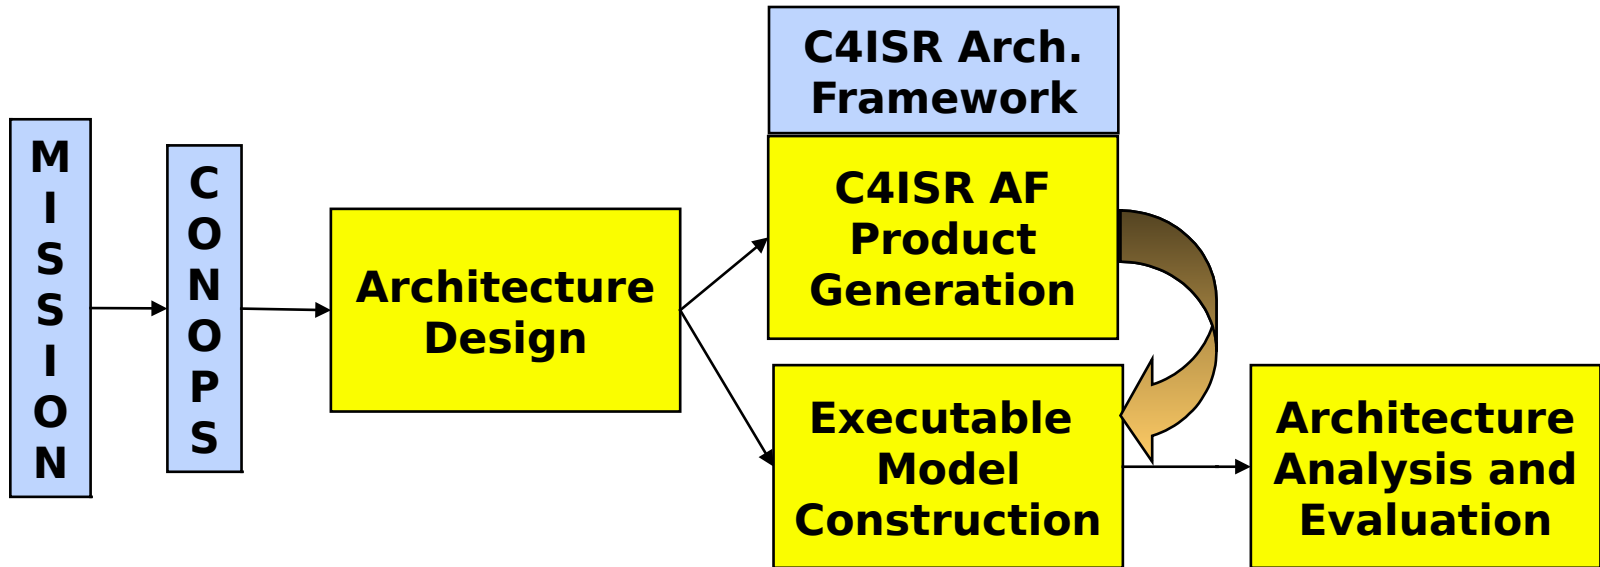 MISSION
CONOPS
Architecture
Design
C4ISR Arch.
Framework
C4ISR AF
Product
Generation
Executable
Model
Construction
Architecture
Analysis and
Evaluation